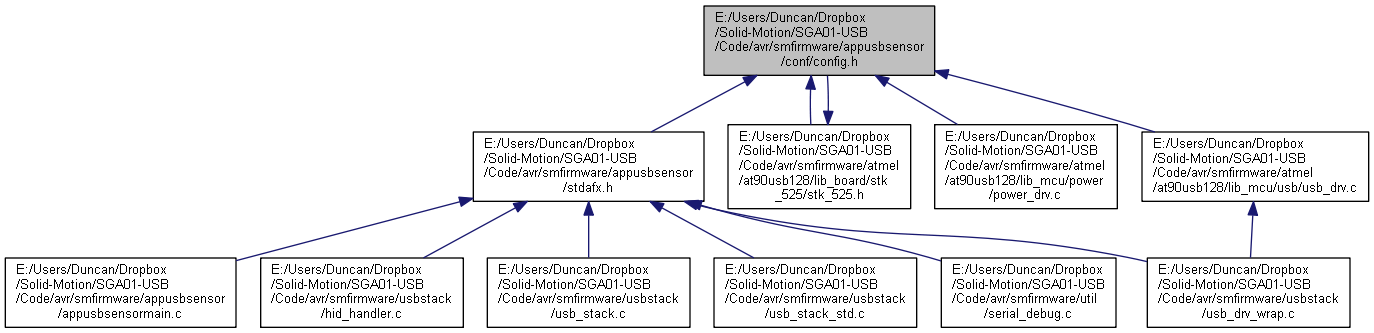 E:/Users/Duncan/Dropbox
/Solid-Motion/SGA01-USB
/Code/avr/smfirmware/appusbsensor
/conf/config.h
E:/Users/Duncan/Dropbox
/Solid-Motion/SGA01-USB
/Code/avr/smfirmware/appusbsensor
/stdafx.h
E:/Users/Duncan/Dropbox
/Solid-Motion/SGA01-USB
/Code/avr/smfirmware/atmel
/at90usb128/lib_board/stk
_525/stk_525.h
E:/Users/Duncan/Dropbox
/Solid-Motion/SGA01-USB
/Code/avr/smfirmware/atmel
/at90usb128/lib_mcu/power
/power_drv.c
E:/Users/Duncan/Dropbox
/Solid-Motion/SGA01-USB
/Code/avr/smfirmware/atmel
/at90usb128/lib_mcu/usb/usb_drv.c
E:/Users/Duncan/Dropbox
/Solid-Motion/SGA01-USB
/Code/avr/smfirmware/appusbsensor
/appusbsensormain.c
E:/Users/Duncan/Dropbox
/Solid-Motion/SGA01-USB
/Code/avr/smfirmware/usbstack
/hid_handler.c
E:/Users/Duncan/Dropbox
/Solid-Motion/SGA01-USB
/Code/avr/smfirmware/usbstack
/usb_stack.c
E:/Users/Duncan/Dropbox
/Solid-Motion/SGA01-USB
/Code/avr/smfirmware/usbstack
/usb_stack_std.c
E:/Users/Duncan/Dropbox
/Solid-Motion/SGA01-USB
/Code/avr/smfirmware/util
/serial_debug.c
E:/Users/Duncan/Dropbox
/Solid-Motion/SGA01-USB
/Code/avr/smfirmware/usbstack
/usb_drv_wrap.c